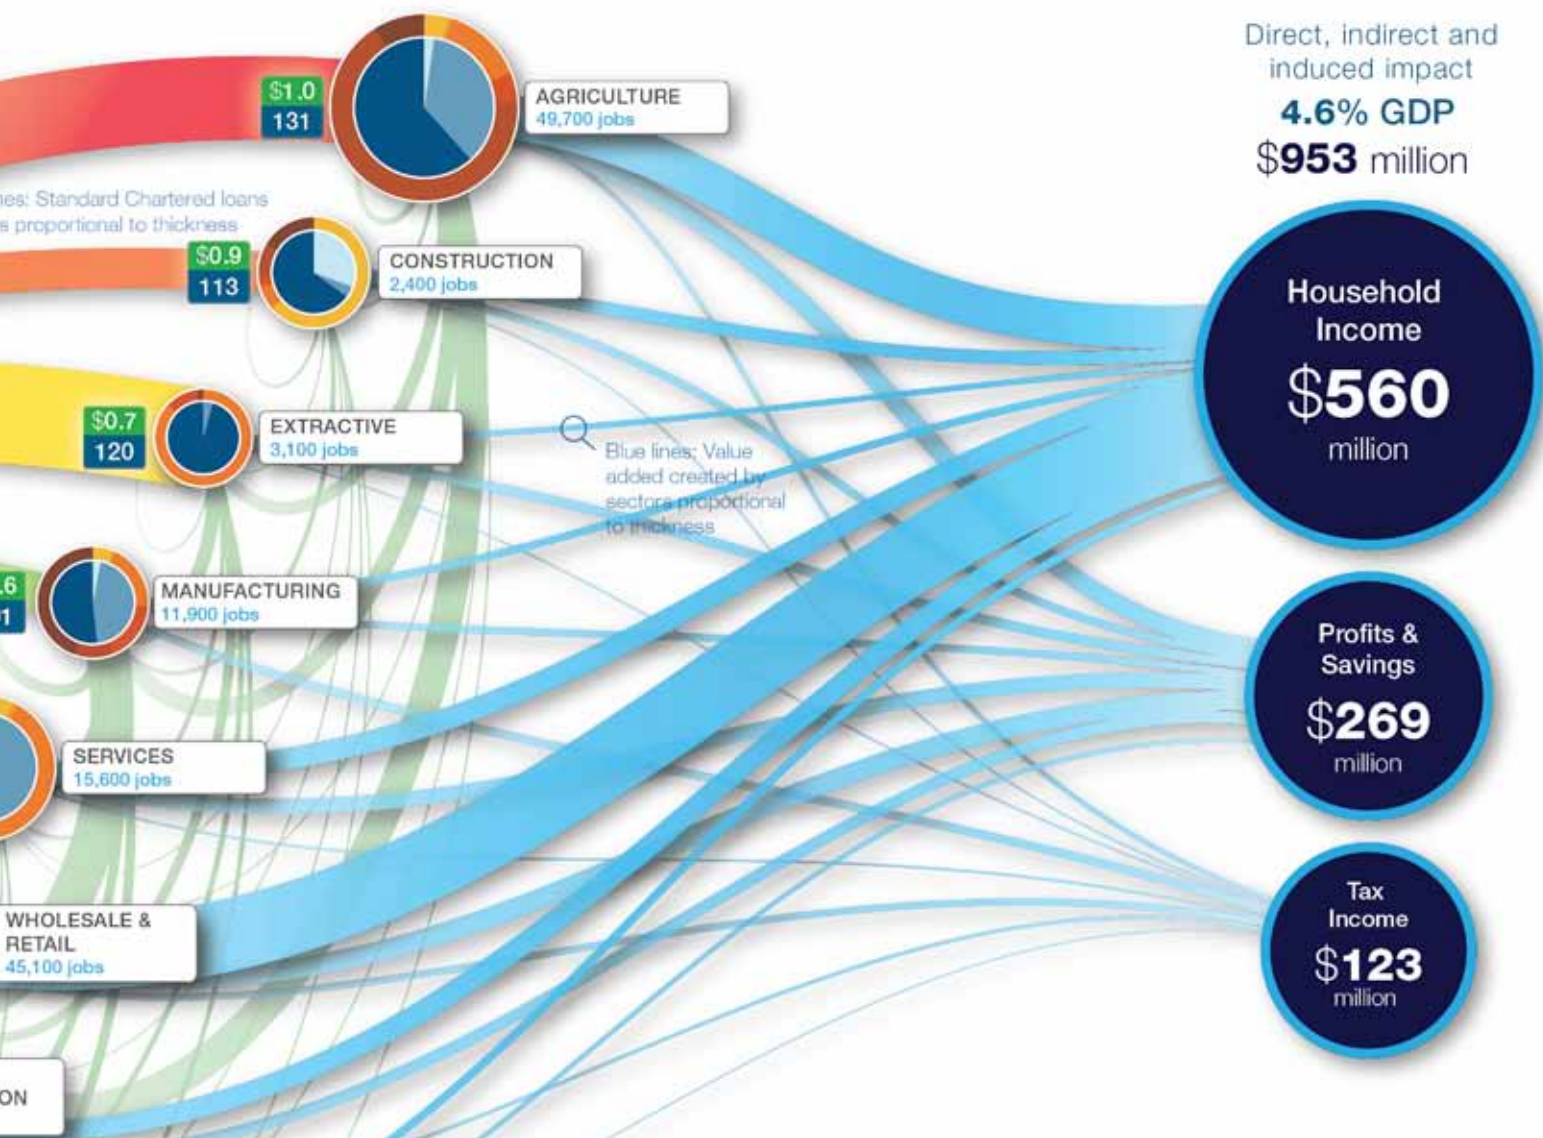 Direct, indirect and
induced impact
4.6% GDP
$953 million
$1.0
131
AGRICULTURE
49,700 jobs
Standard Chartered loans
proportional to thickness
$0.9
113
CONSTRUCTION
2,400 jobs
Household
Income
$560
million
$0.7
120
EXTRACTIVE
3,100 jobs
Blue lines: Value
added created by
sectors proportional
to thickness
.6
1
MANUFACTURING
11,900 jobs
Profits &
Savings
$269
million
SERVICES
15,600 jobs
Tax
Income
$123
million
WHOLESALE &
RETAIL
45,100 jobs
ON